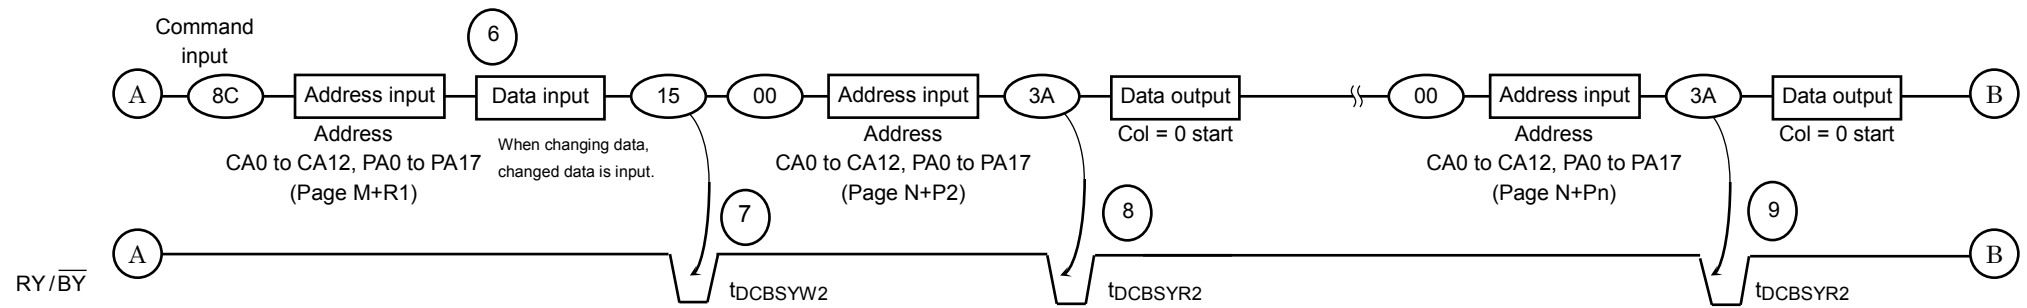 Command
input
6
A
8C
Address input
Data input
15
00
Address input
3A
Data output
00
Address input
3A
Data output
B
Address
CA0 to CA12, PA0 to PA17
(Page M+R1)
When changing data,
changed data is input.
Address
CA0 to CA12, PA0 to PA17
(Page N+P2)
Col = 0 start
Address
CA0 to CA12, PA0 to PA17
(Page N+Pn)
Col = 0 start
7
8
9
A
B
RY/BY
tDCBSYW2
tDCBSYR2
tDCBSYR2